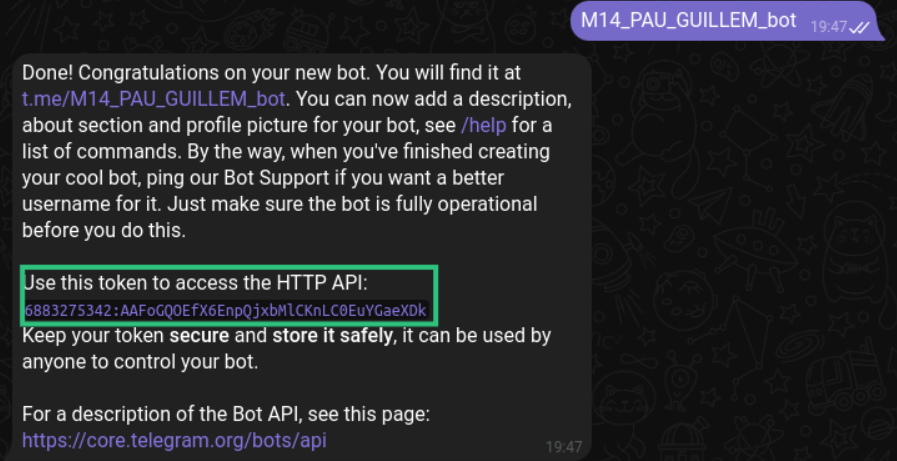 M14_PAU_GUILLEM_bot 19:47
Done! Congratulations on your new bot. You will find it at
t.me/M14_PAU_GUILLEM_bot. You can now add a description,
about section and profile picture for your bot, see /help for a
list of commands. By the way, when you've finished creating
your cool bot, ping our Bot Support if you want a better
username for it. Just make sure the bot is fully operational
before you do this.
Use this token to access the HTTP API:
6883275342:AAFoGQOEfX6EnpQjxbMlCKnLC0EuYGaeXDk
Keep your token secure and store it safely, it can be used by
anyone to control your bot.
For a description of the Bot API, see this page:
https://core.telegram.org/bots/api 19:47